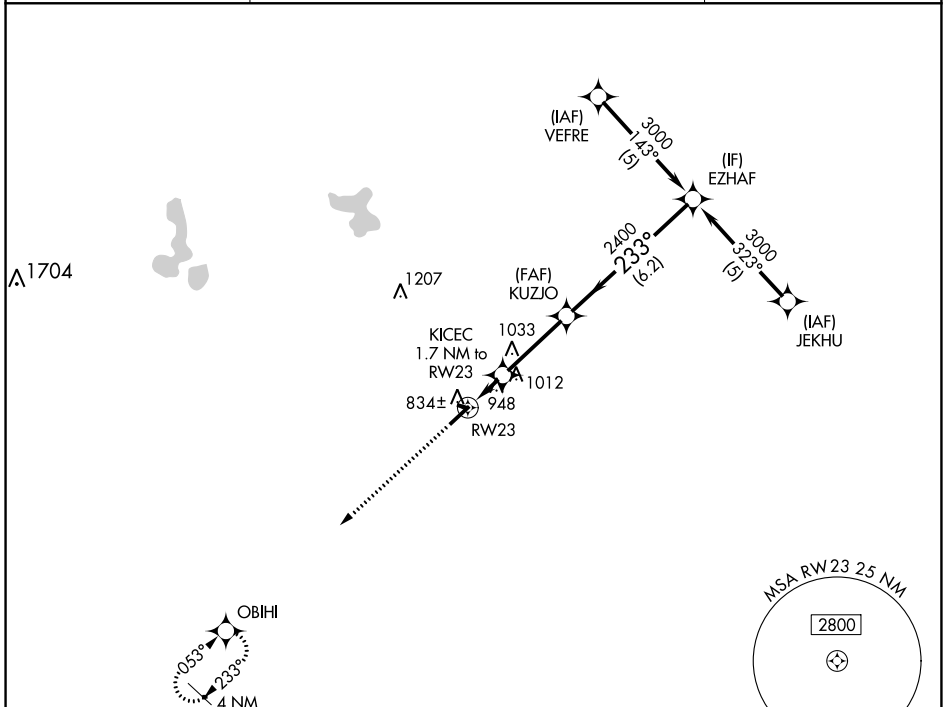 (IAF)
VEFRE
3000
143°
(5)
(IF)
EZHAF
2400
233°
(6.2)
3000
323°
(5)
(IAF)
JEKHU
1704
1207
(FAF)
KUZJO
KICEC
1.7 NM to
RW23
1033
1012
834±
948
RW23
OBIHI
053°
233°
4 NM
MSA RW23 25 NM
2800